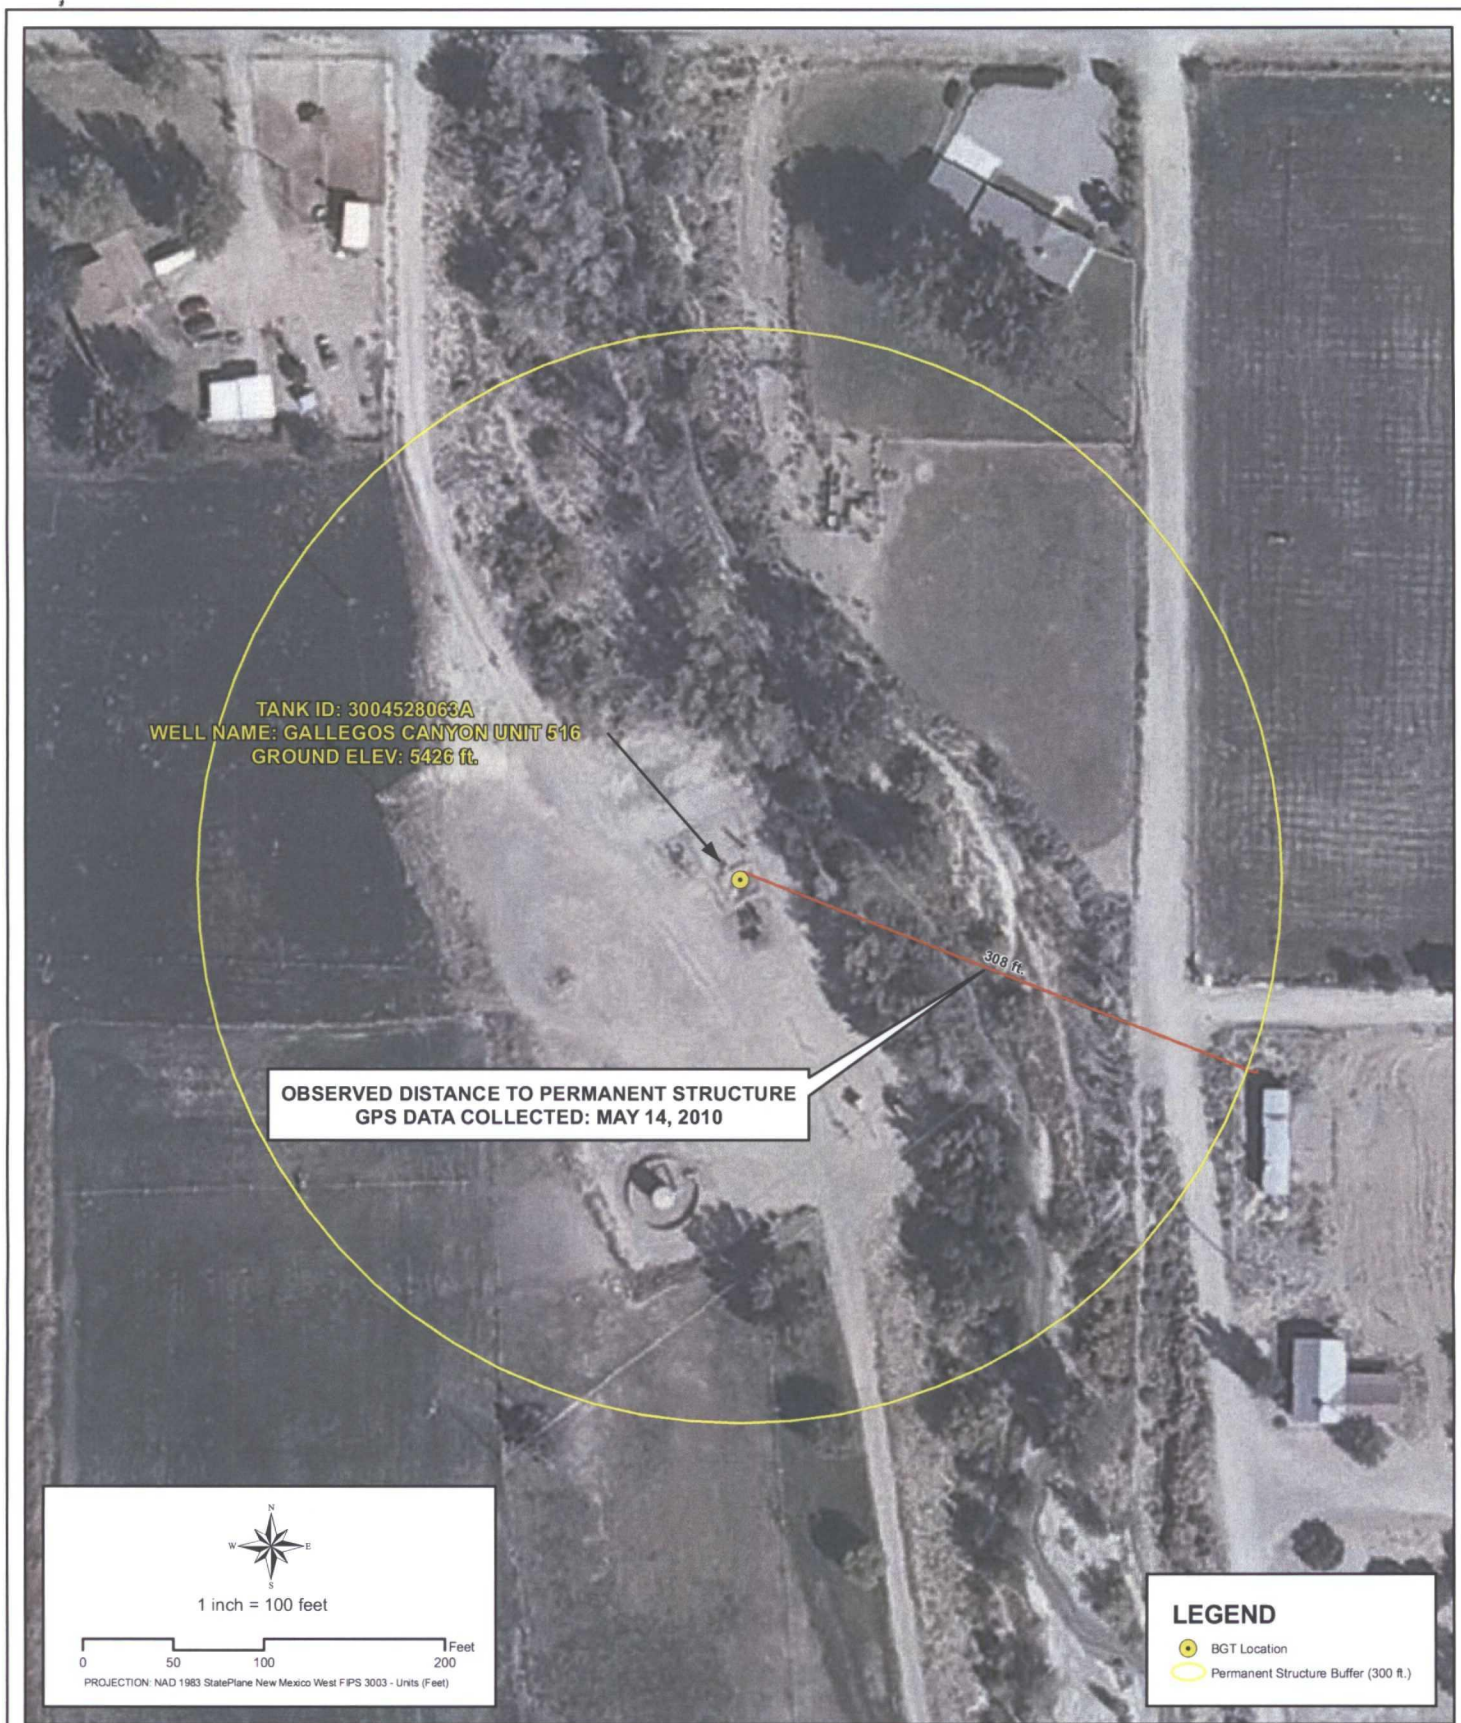 TANK ID: 3004528063A
WELL NAME: GALLEGOS CANYON UNIT 516
GROUND ELEV: 5426 ft.
308 ft.
OBSERVED DISTANCE TO PERMANENT STRUCTURE
GPS DATA COLLECTED: MAY 14, 2010
N
W E
S
1 inch = 100 feet
Feet
0 50 100 200
PROJECTION: NAD 1983 StatePlane New Mexico West FIPS 3003 - Units (Feet)
LEGEND
BGT Location
Permanent Structure Buffer (300 ft.)